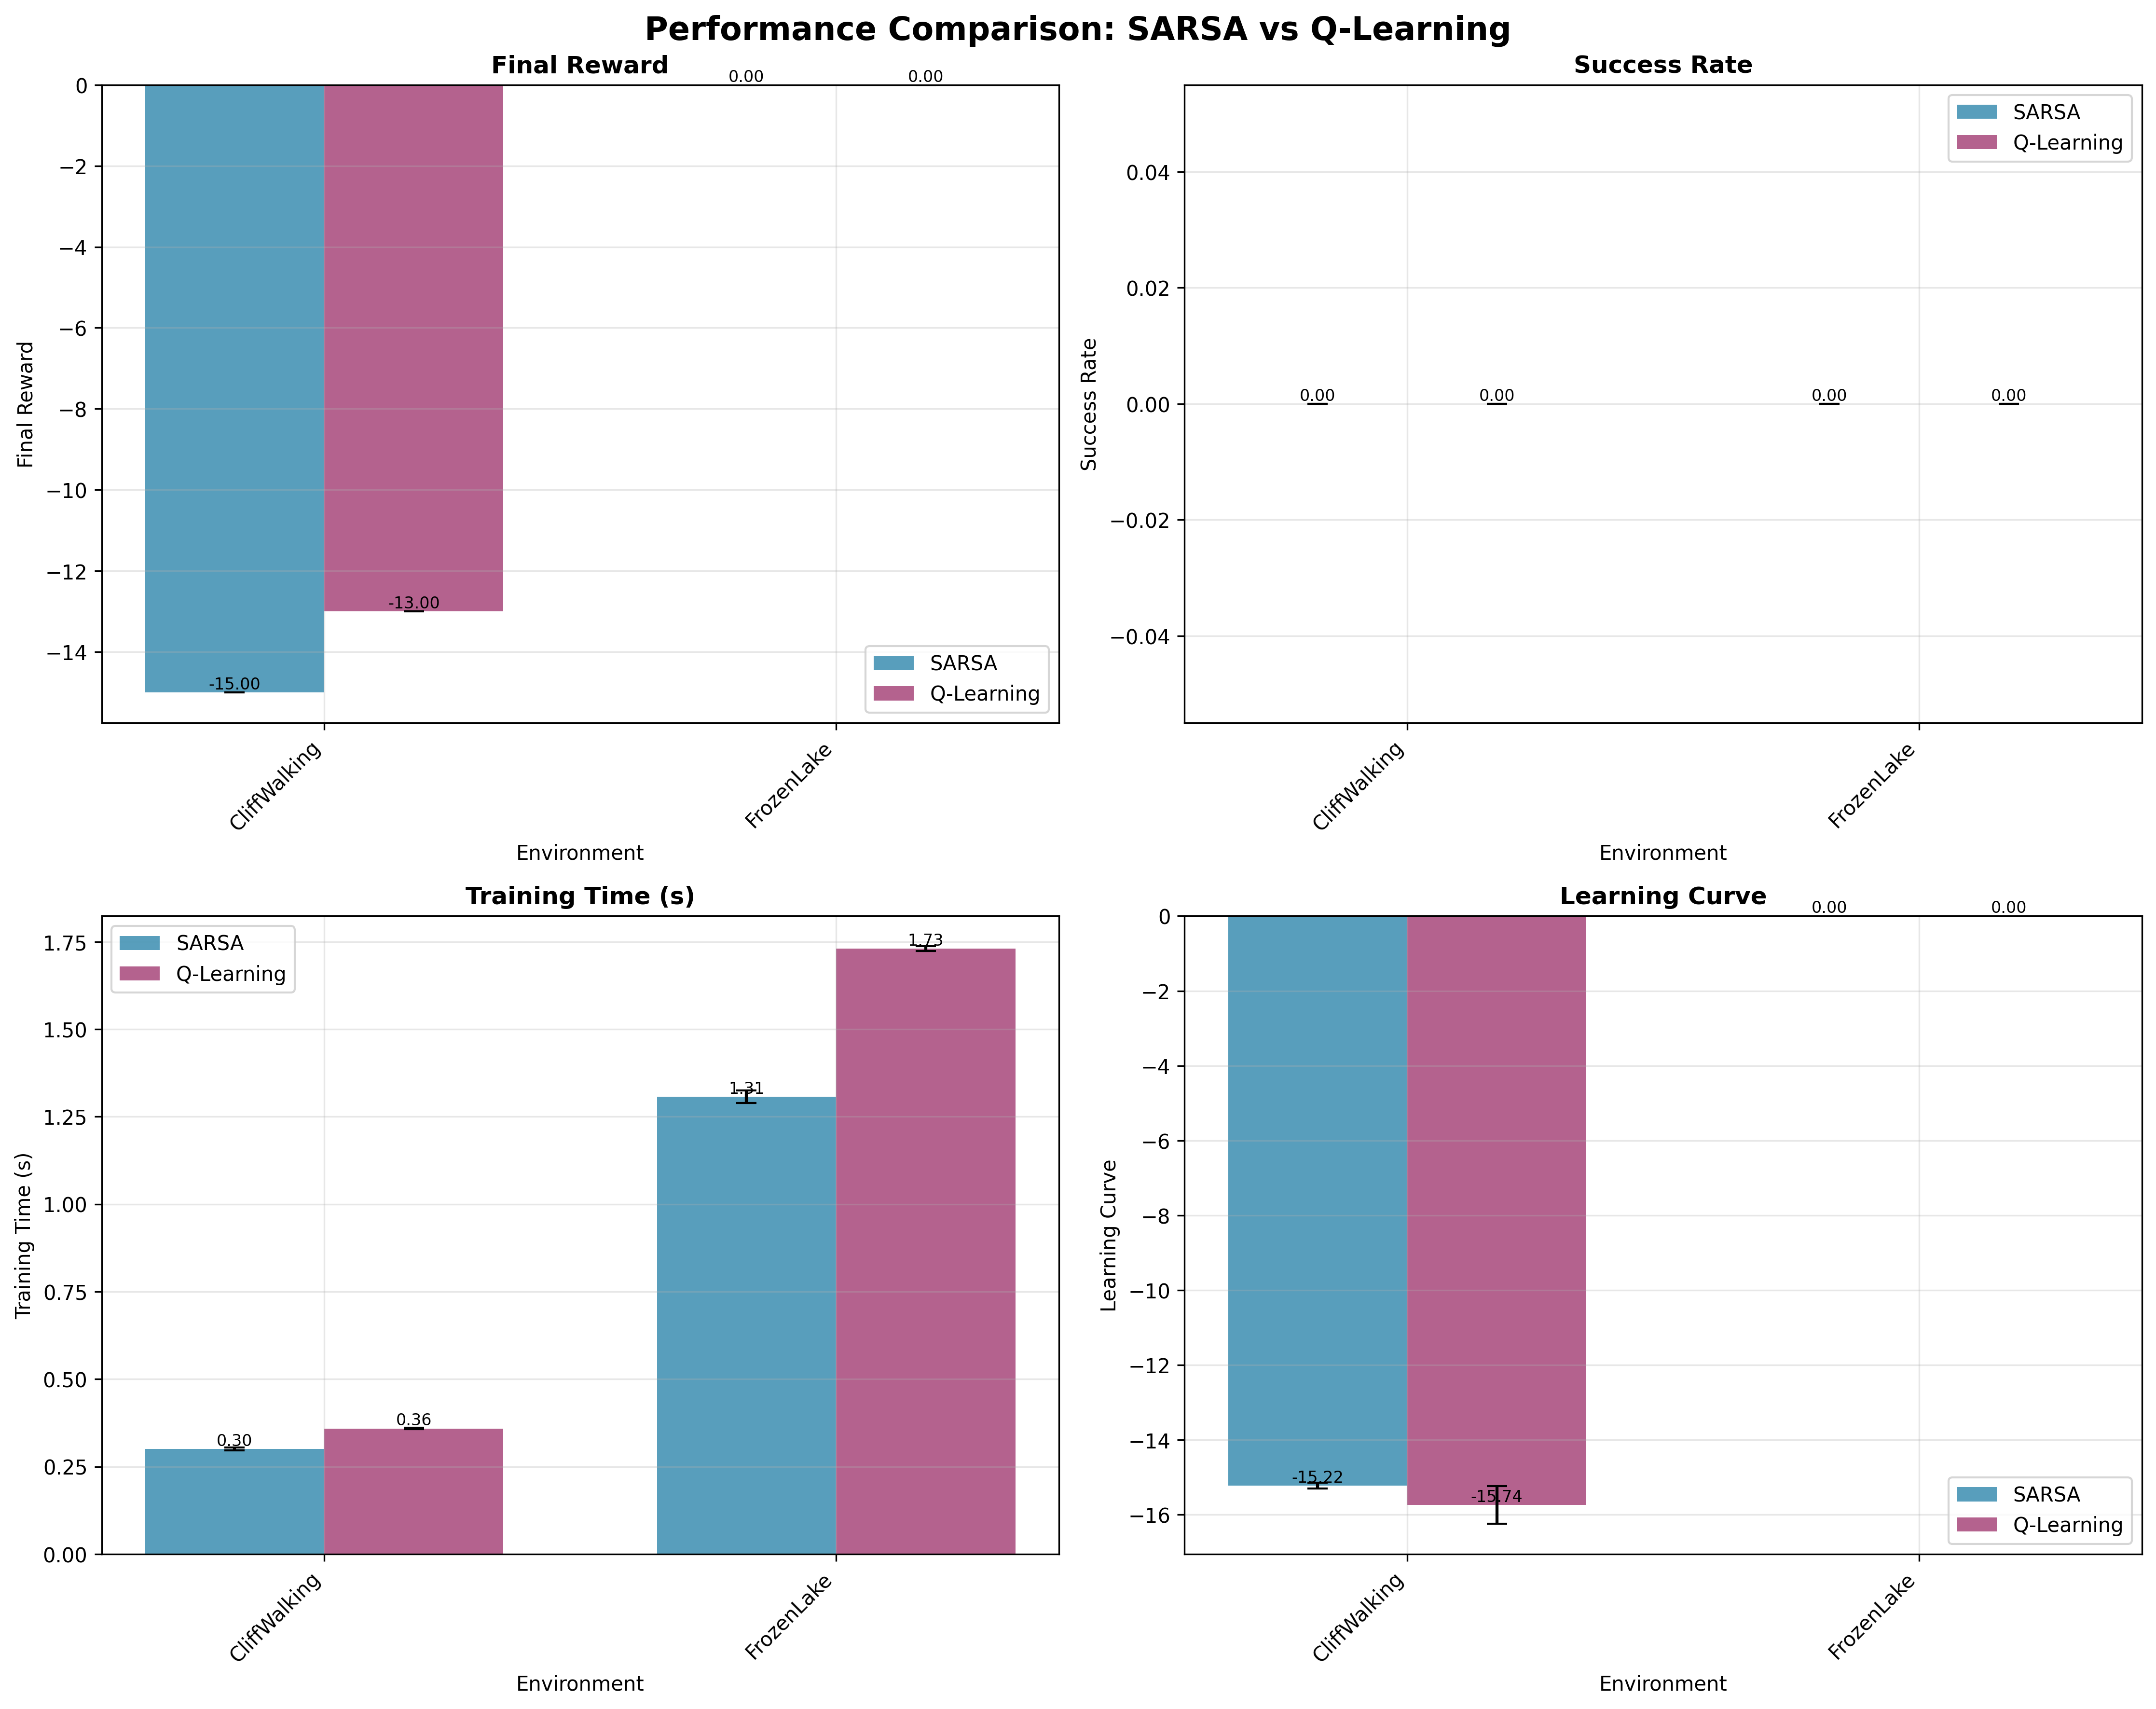 Performance Comparison: SARSA vs Q-Learning
Final Reward
0.00
0.00
0
−2
−4
−6
−8
−10
−12
−14
Final Reward
-15.00
-13.00
SARSA
Q-Learning
CliffWalking
FrozenLake
Environment
Success Rate
0.04
0.02
0.00
−0.02
−0.04
Success Rate
SARSA
Q-Learning
0.00
0.00
0.00
0.00
CliffWalking
FrozenLake
Environment
Training Time (s)
1.75
1.50
1.25
1.00
0.75
0.50
0.25
0.00
Training Time (s)
SARSA
Q-Learning
0.30
0.36
1.31
1.73
CliffWalking
FrozenLake
Environment
Learning Curve
0.00
0.00
0
−2
−4
−6
−8
−10
−12
−14
−16
Learning Curve
-15.22
-15.74
SARSA
Q-Learning
CliffWalking
FrozenLake
Environment